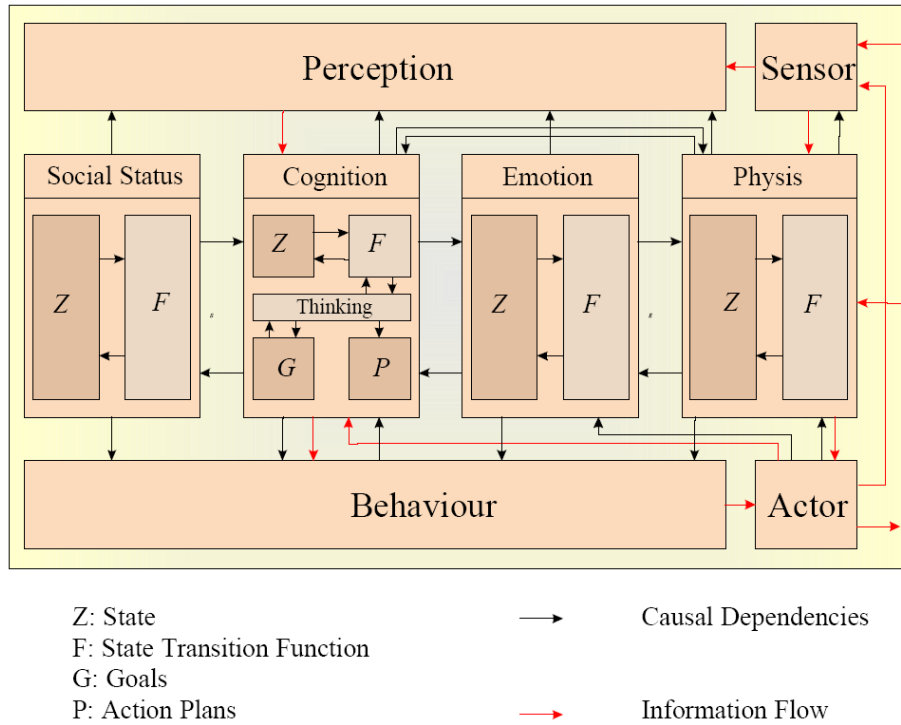 Perception
Sensor
Social Status
Cognition
Emotion
Physis
Z
F
Z
F
Thinking
G
P
Z
F
Z
F
Behaviour
Actor
Z: State
F: State Transition Function
G: Goals
P: Action Plans
Causal Dependencies
Information Flow